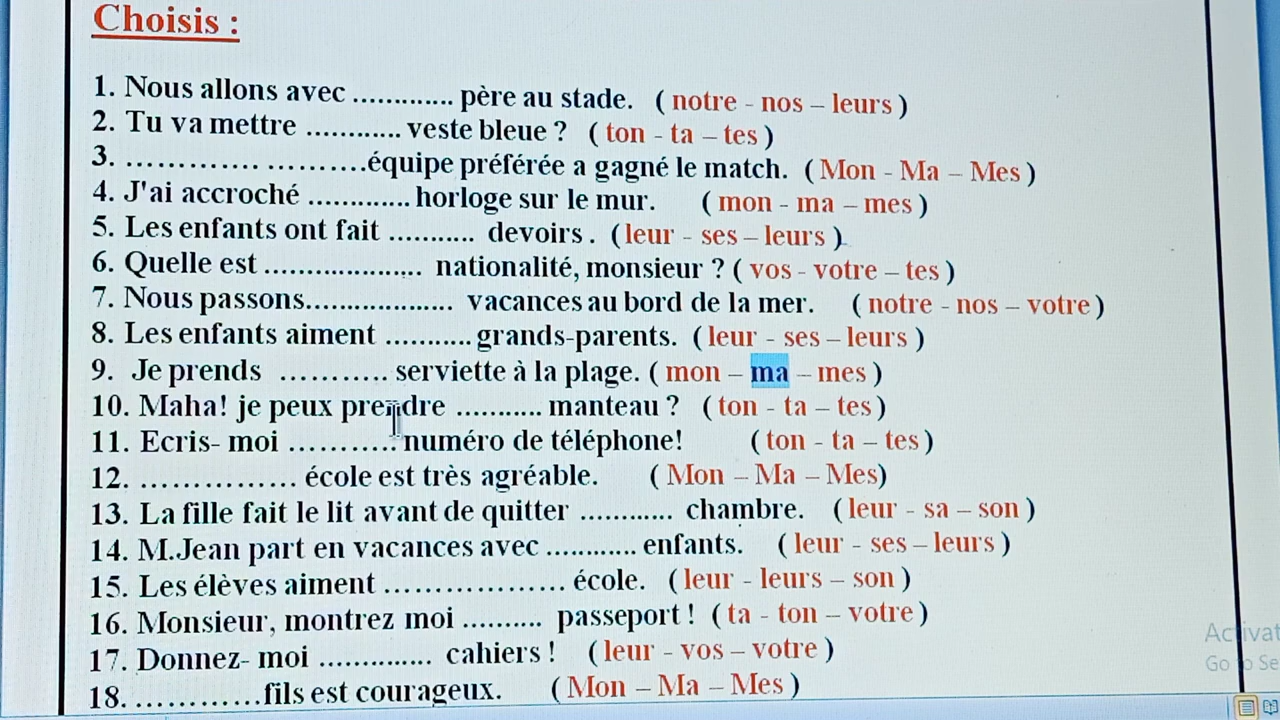 Choisis :
1. Nous allons avec ............. père au stade. ( notre - nos – leurs )
2. Tu va mettre ............ veste bleue ? ( ton - ta – tes )
3. ............. ..........équipe préférée a gagné le match. ( Mon - Ma – Mes )
4. J'ai accroché ............. horloge sur le mur. ( mon - ma – mes )
5. Les enfants ont fait ........... devoirs . (leur - ses – leurs )
6. Quelle est .................... nationalité, monsieur ? ( vos - votre – tes )
7. Nous passons................... vacances au bord de la mer. ( notre - nos – votre )
8. Les enfants aiment ...........grands-parents. ( leur - ses – leurs )
9. Je prends ........... serviette à la plage. ( mon – ma – mes )
10. Maha! je peux prendre ........... manteau ? ( ton - ta – tes )
11. Ecris- moi ........... numéro de téléphone! ( ton - ta – tes )
12. ............... école est très agréable. ( Mon – Ma – Mes)
13. La fille fait le lit avant de quitter ............ chambre. ( leur - sa – son )
14. M.Jean part en vacances avec ............ enfants. ( leur - ses – leurs )
15. Les élèves aiment .................. école. ( leur - leurs – son )
16. Monsieur, montrez moi .......... passeport ! ( ta - ton – votre )
17. Donnez- moi .............. cahiers ! ( leur - vos – votre )
18. .............fils est courageux. ( Mon – Ma – Mes )
Activat
Go to Se